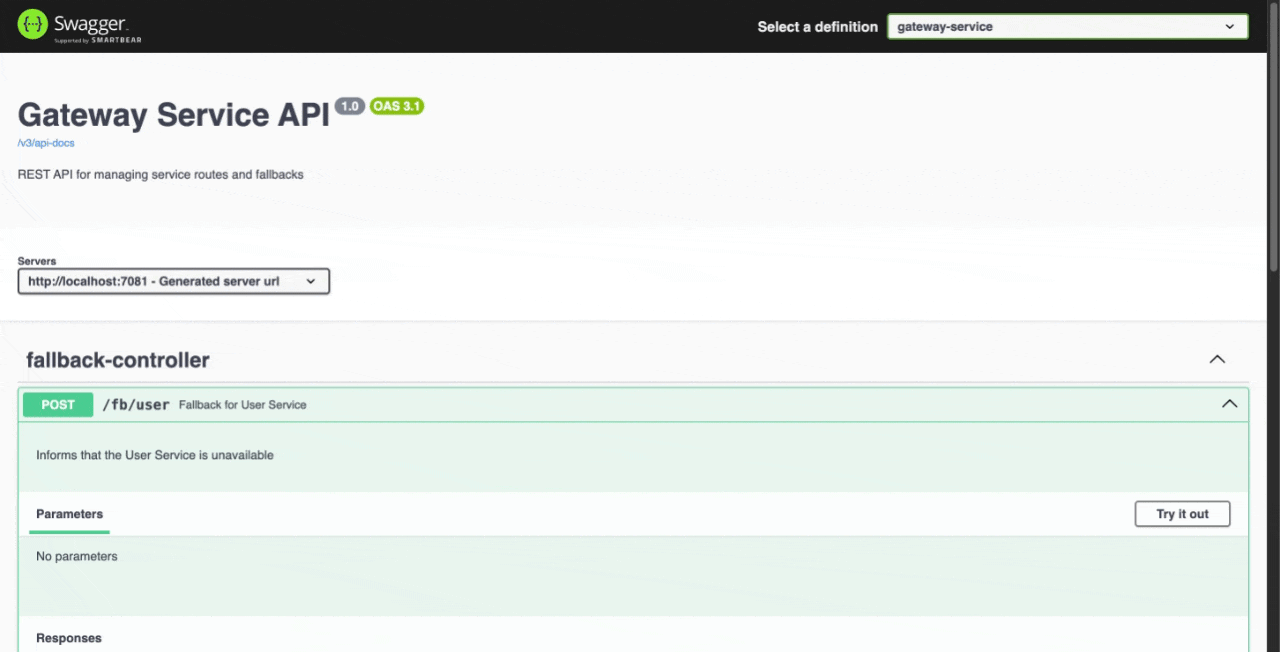 Swagger
Supported by SMARTBEAR
Select a definition
gateway-service
Gateway Service API 1.0 OAS 3.1
/v3/api-docs
REST API for managing service routes and fallbacks
Servers
http://localhost:7081 - Generated server url
fallback-controller
POST /fb/user Fallback for User Service
Informs that the User Service is unavailable
Parameters
Try it out
No parameters
Responses